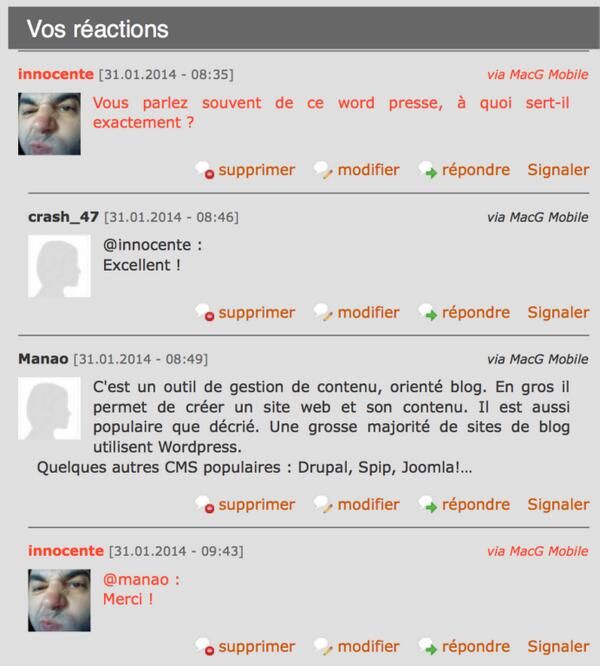 Vos réactions
innocente [31.01.2014 - 08:35] via MacG Mobile
Vous parlez souvent de ce word presse, à quoi sert-il
exactement ?
supprimer modifier répondre Signaler
crash_47 [31.01.2014 - 08:46] via MacG Mobile
@innocente :
Excellent !
supprimer modifier répondre Signaler
Manao [31.01.2014 - 08:49] via MacG Mobile
C'est un outil de gestion de contenu, orienté blog. En gros il
permet de créer un site web et son contenu. Il est aussi
populaire que décrié. Une grosse majorité de sites de blog
utilisent Wordpress.
Quelques autres CMS populaires : Drupal, Spip, Joomla!...
supprimer modifier répondre Signaler
innocente [31.01.2014 - 09:43] via MacG Mobile
@manao :
Merci !
supprimer modifier répondre Signaler